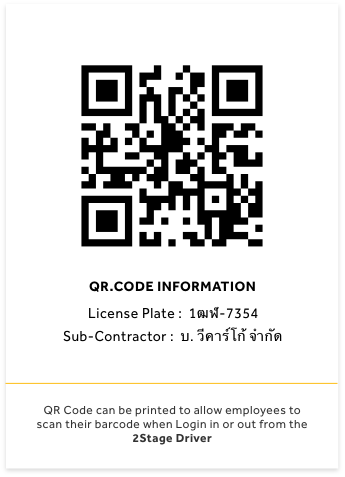 QR.CODE INFORMATION
License Plate : 1ฒฬ-7354
Sub-Contractor : บ. วีคาร์โก้ จำกัด
QR Code can be printed to allow employees to
scan their barcode when Login in or out from the
2Stage Driver